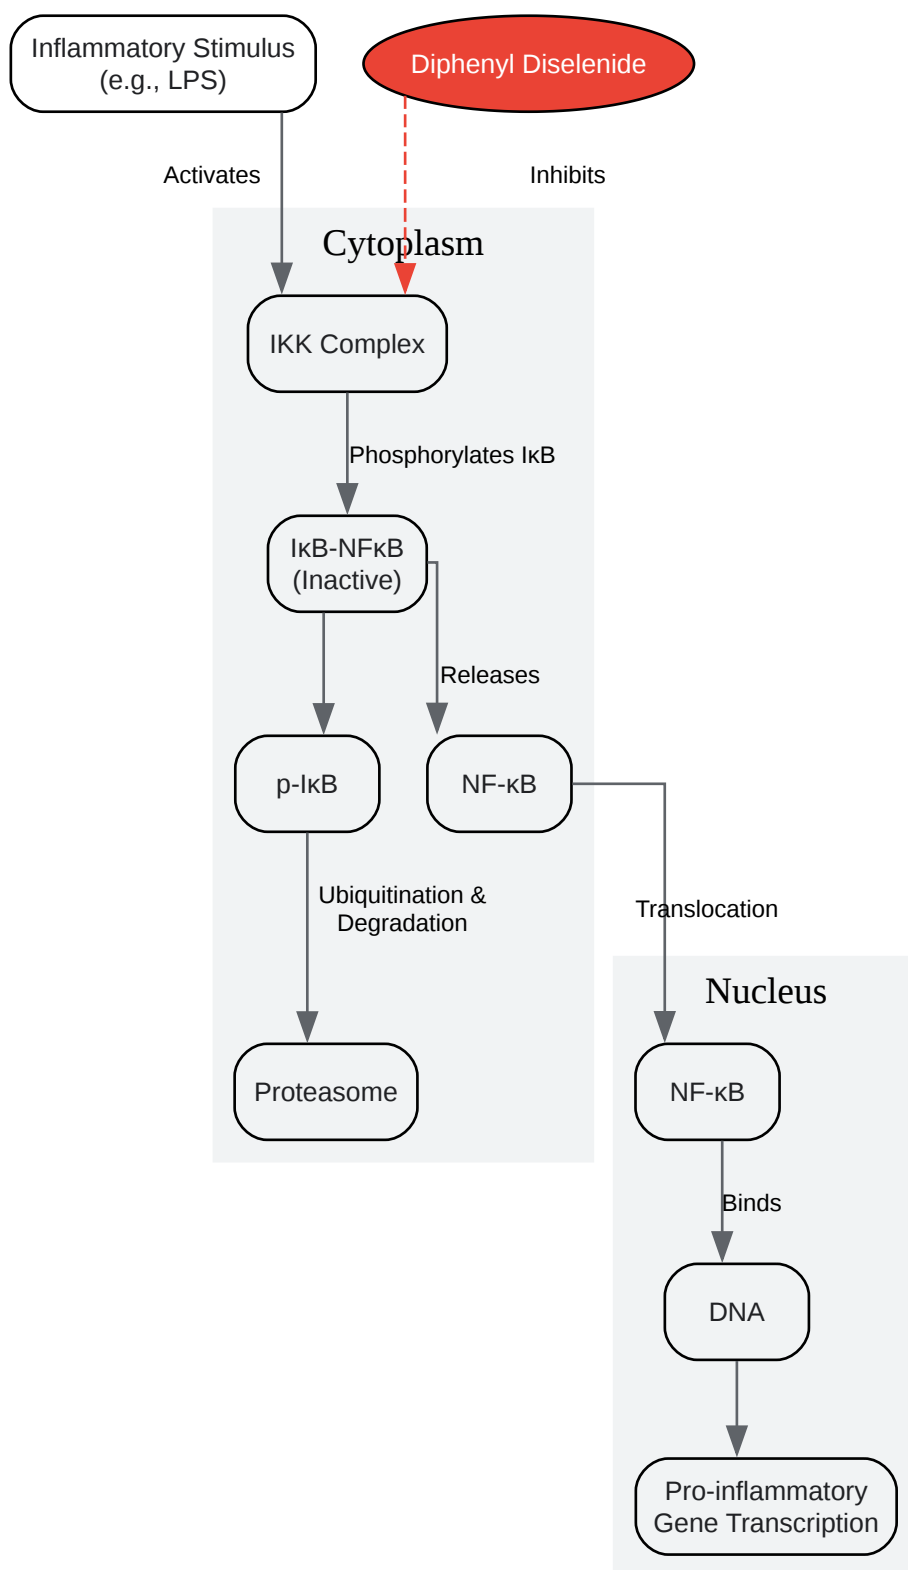 Inflammatory Stimulus
(e.g., LPS)
Diphenyl Diselenide
Activates
Inhibits
Cytoplasm
IKK Complex
Phosphorylates IκB
IκB-NFκB
(Inactive)
Releases
p-IκB
NF-κB
Ubiquitination &
Degradation
Translocation
Nucleus
Proteasome
NF-κB
Binds
DNA
Pro-inflammatory
Gene Transcription